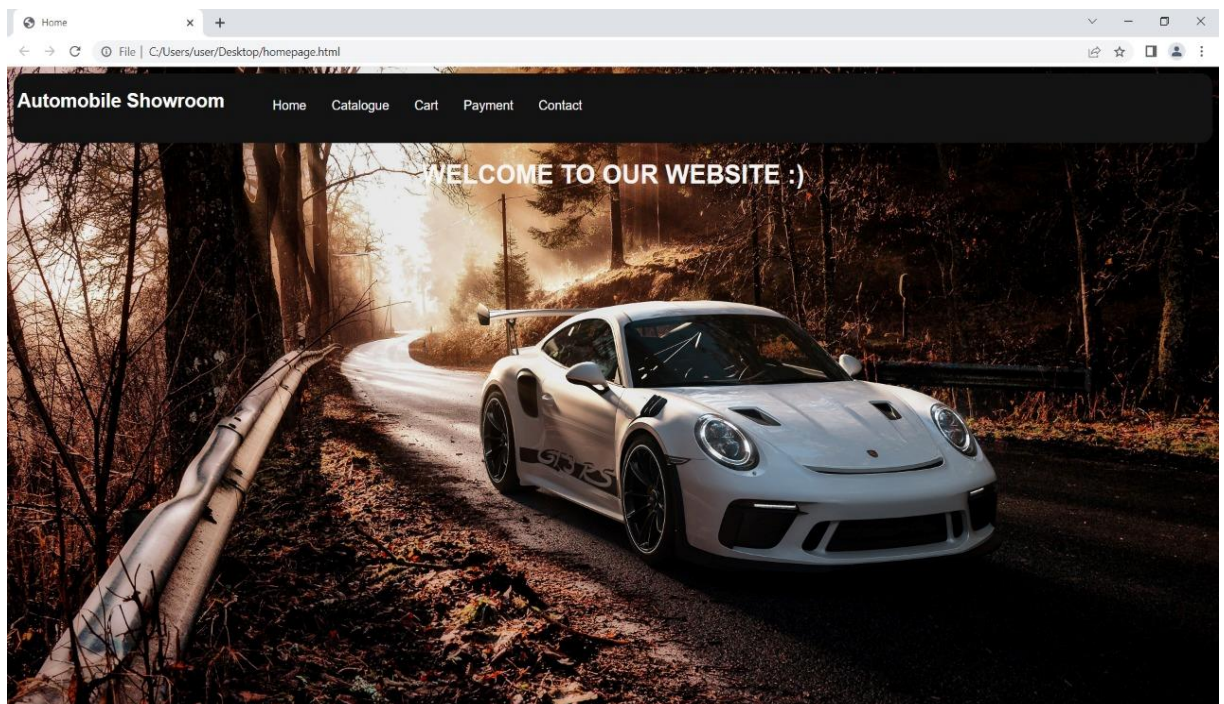 Home
File | C:/Users/user/Desktop/homepage.html
Automobile Showroom Home Catalogue Cart Payment Contact
WELCOME TO OUR WEBSITE :)
GT3 RS